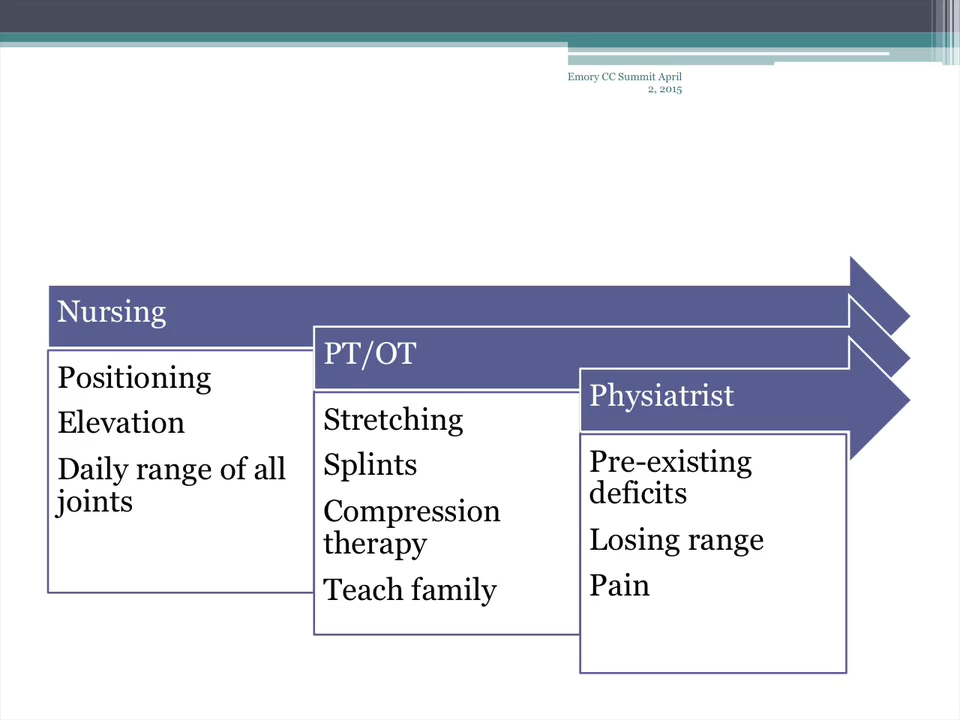 Emory CC Summit April
2, 2015
Nursing
Positioning
Elevation
Daily range of all
joints
PT/OT
Stretching
Splints
Compression
therapy
Teach family
Physiatrist
Pre-existing
deficits
Losing range
Pain